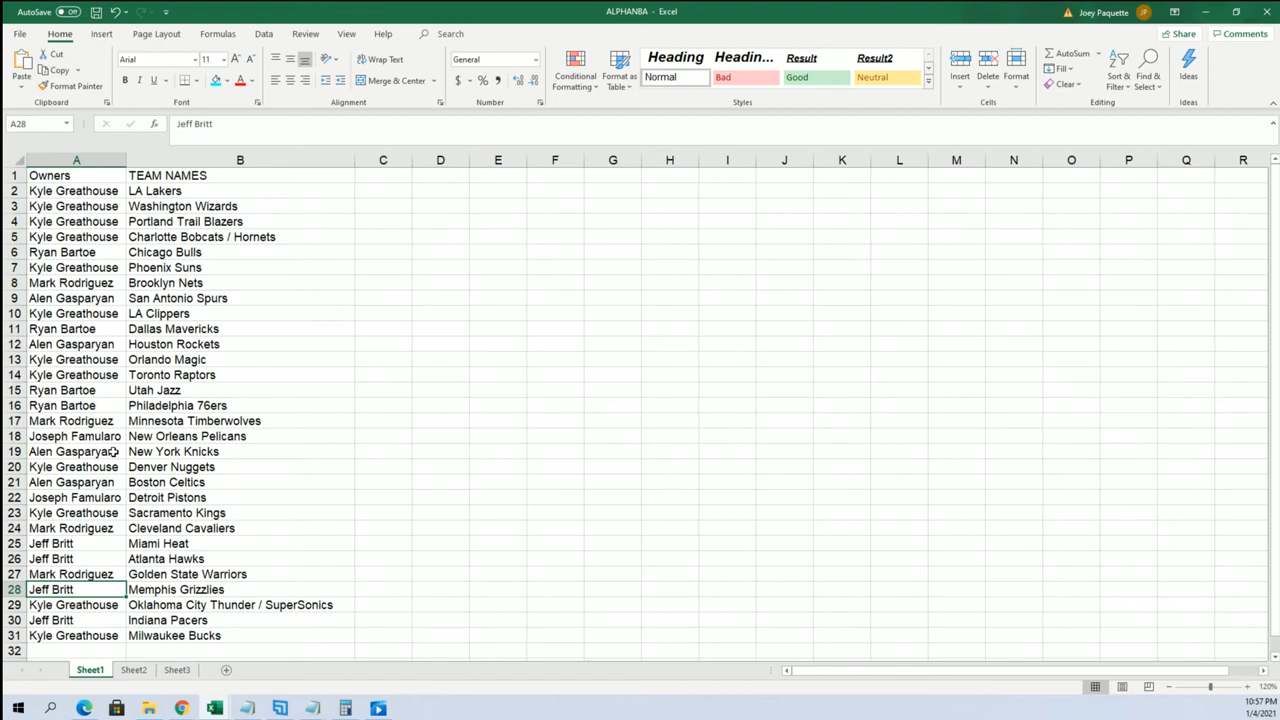 AutoSave Off ALPHANBA - Excel Joey Paquette JP
File Home Insert Page Layout Formulas Data Review View Help Search Share Comments
Paste Cut Copy Format Painter Clipboard
Arial 11 A A B I U A Font
Wrap Text Merge & Center Alignment
General $ % Number
Conditional Formatting Format as Table
Heading Headin... Result Result2
Normal Bad Good Neutral
Styles
Insert Delete Format Cells
AutoSum Fill Clear Sort & Filter Find & Select Editing
Ideas Ideas
A28 fx Jeff Britt
A B C D E F G H I J K L M N O P Q R
1 Owners TEAM NAMES
2 Kyle Greathouse LA Lakers
3 Kyle Greathouse Washington Wizards
4 Kyle Greathouse Portland Trail Blazers
5 Kyle Greathouse Charlotte Bobcats / Hornets
6 Ryan Bartoe Chicago Bulls
7 Kyle Greathouse Phoenix Suns
8 Mark Rodriguez Brooklyn Nets
9 Alen Gasparyan San Antonio Spurs
10 Kyle Greathouse LA Clippers
11 Ryan Bartoe Dallas Mavericks
12 Alen Gasparyan Houston Rockets
13 Kyle Greathouse Orlando Magic
14 Kyle Greathouse Toronto Raptors
15 Ryan Bartoe Utah Jazz
16 Ryan Bartoe Philadelphia 76ers
17 Mark Rodriguez Minnesota Timberwolves
18 Joseph Famularo New Orleans Pelicans
19 Alen Gasparyan New York Knicks
20 Kyle Greathouse Denver Nuggets
21 Alen Gasparyan Boston Celtics
22 Joseph Famularo Detroit Pistons
23 Kyle Greathouse Sacramento Kings
24 Mark Rodriguez Cleveland Cavaliers
25 Jeff Britt Miami Heat
26 Jeff Britt Atlanta Hawks
27 Mark Rodriguez Golden State Warriors
28 Jeff Britt Memphis Grizzlies
29 Kyle Greathouse Oklahoma City Thunder / SuperSonics
30 Jeff Britt Indiana Pacers
31 Kyle Greathouse Milwaukee Bucks
32
Sheet1 Sheet2 Sheet3
120%
10:57 PM
1/4/2021